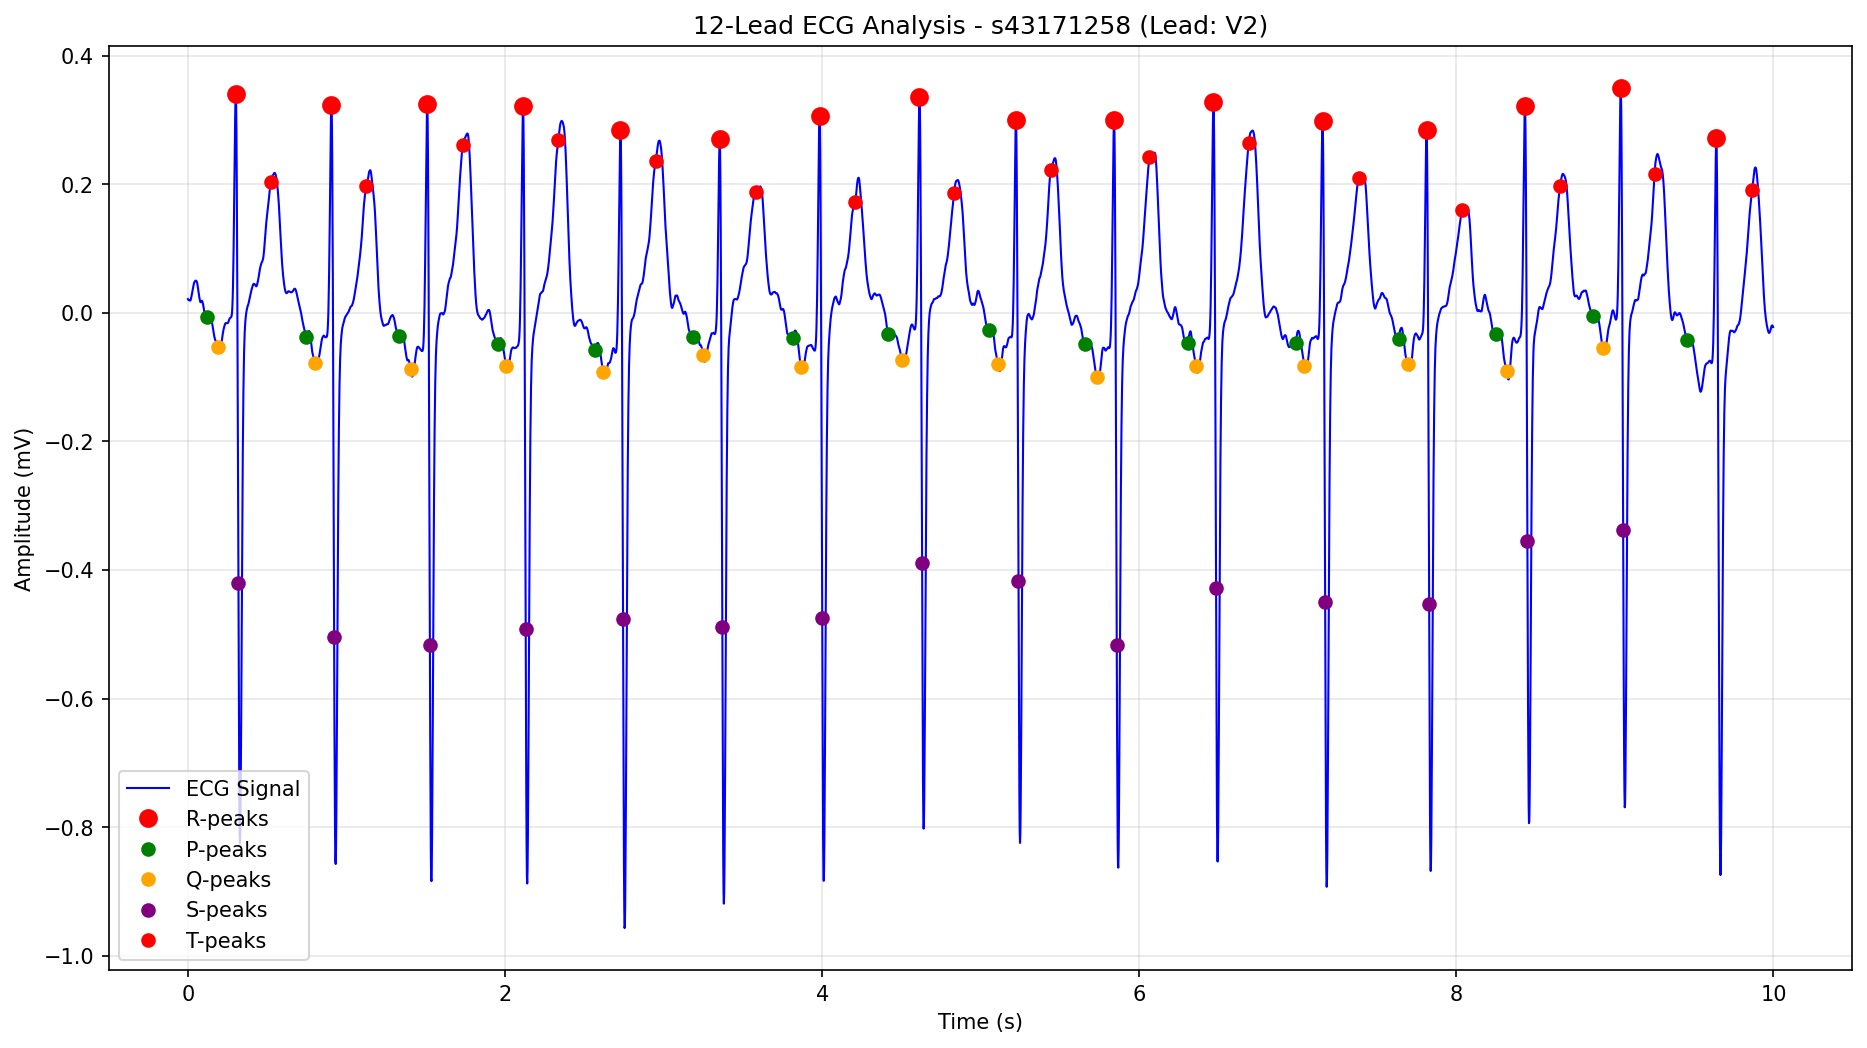 12-Lead ECG Analysis - s43171258 (Lead: V2)
Amplitude (mV)
0.4
0.2
0.0
−0.2
−0.4
−0.6
−0.8
−1.0
ECG Signal
R-peaks
P-peaks
Q-peaks
S-peaks
T-peaks
0 2 4 6 8 10
Time (s)